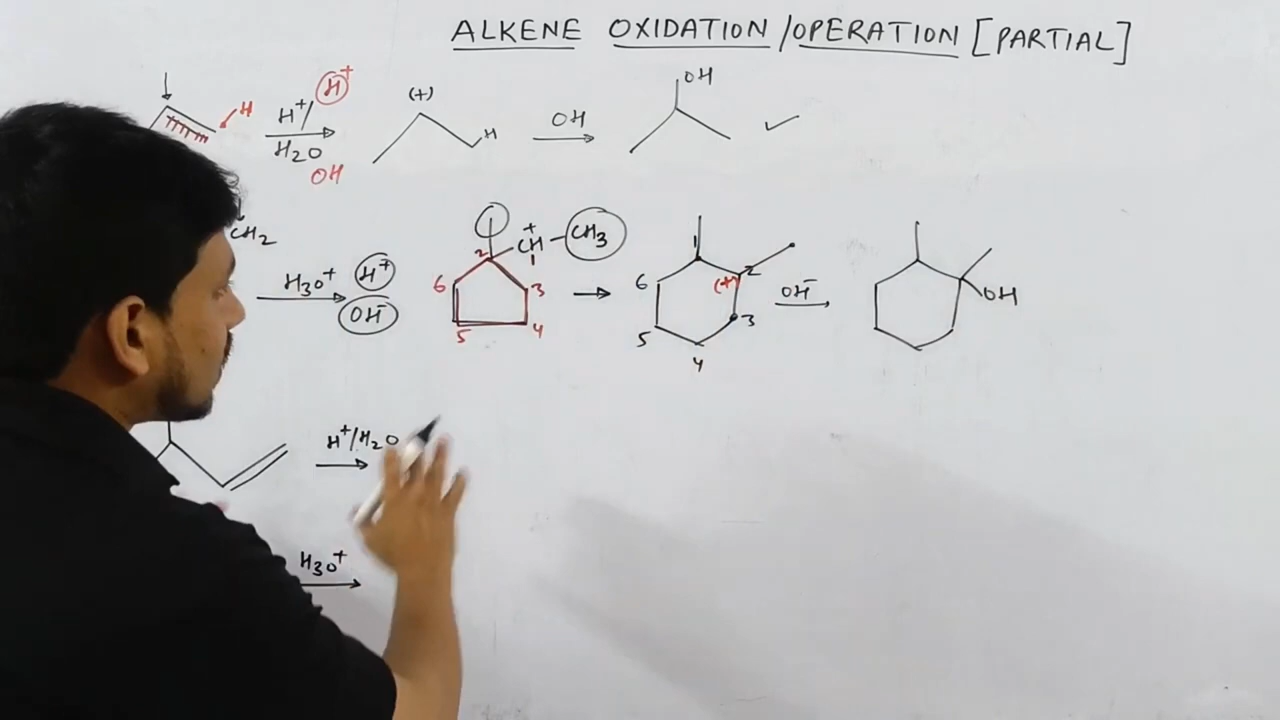 ALKENE OXIDATION /OPERATION [PARTIAL]
H H⁺/ H⁺ (+) H OH OH
H₂O
OH
CH₂ H₃O⁺ H⁺ 2 CH⁺ – CH₃ 1 2 (+) OH⁻ OH
OH⁻ 1
6 3 6 3
5 4 5 4
H⁺/H₂O
H₃O⁺